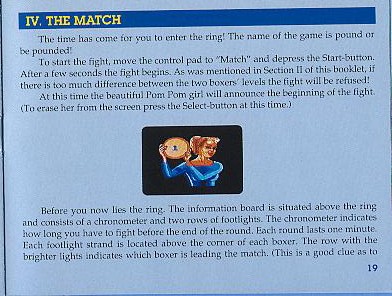 IV. THE MATCH
The time has come for you to enter the ring! The name of the game is pound or
be pounded!
To start the fight, move the control pad to "Match" and depress the Start-button.
After a few seconds the fight begins. As was mentioned in Section II of this booklet, if
there is too much difference between the two boxers' levels the fight will be refused!
At this time the beautiful Pom Pom girl will announce the beginning of the fight.
(To erase her from the screen press the Select-button at this time.)
Before you now lies the ring. The information board is situated above the ring
and consists of a chronometer and two rows of footlights. The chronometer indicates
how long you have to fight before the end of the round. Each round lasts one minute.
Each footlight strand is located above the corner of each boxer. The row with the
brighter lights indicates which boxer is leading the match. (This is a good clue as to
19